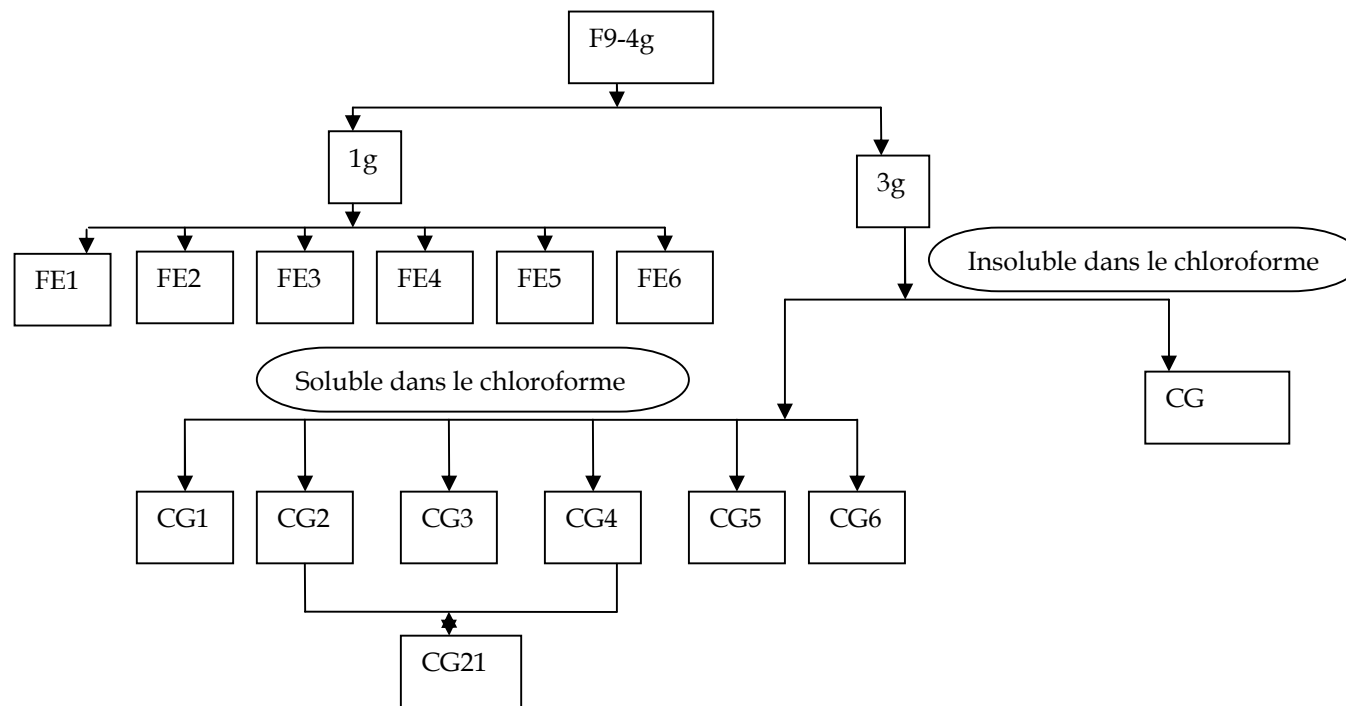 F9-4g
1g
3g
FE1
FE2
FE3
FE4
FE5
FE6
Insoluble dans le chloroforme
Soluble dans le chloroforme
CG
CG1
CG2
CG3
CG4
CG5
CG6
CG21